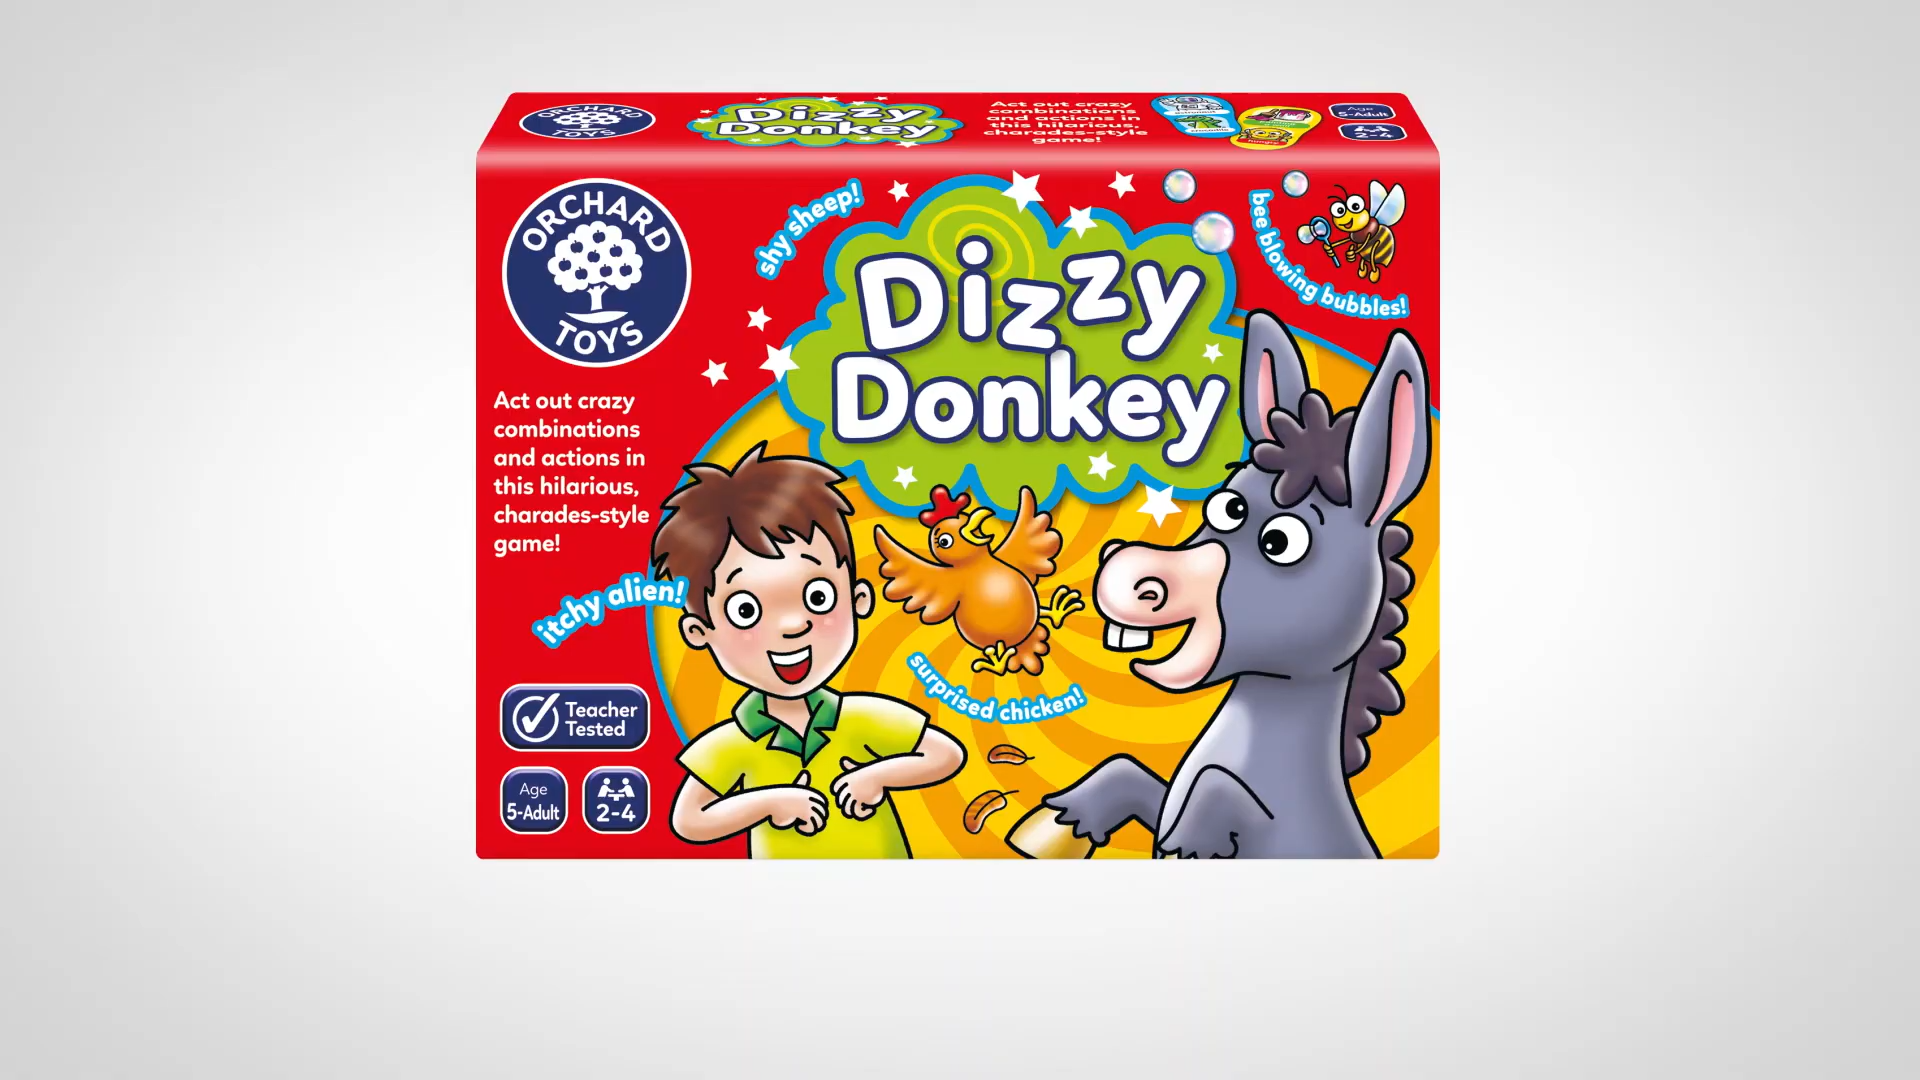 ORCHARD
TOYS
Dizzy
Donkey
Act out crazy
combinations
and actions in
this hilarious,
charades-style
game!
Age
5-Adult
2-4
ORCHARD
TOYS
shy sheep!
bee blowing bubbles!
Dizzy
Donkey
Act out crazy
combinations
and actions in
this hilarious,
charades-style
game!
itchy alien!
surprised chicken!
Teacher
Tested
Age
5-Adult
2-4